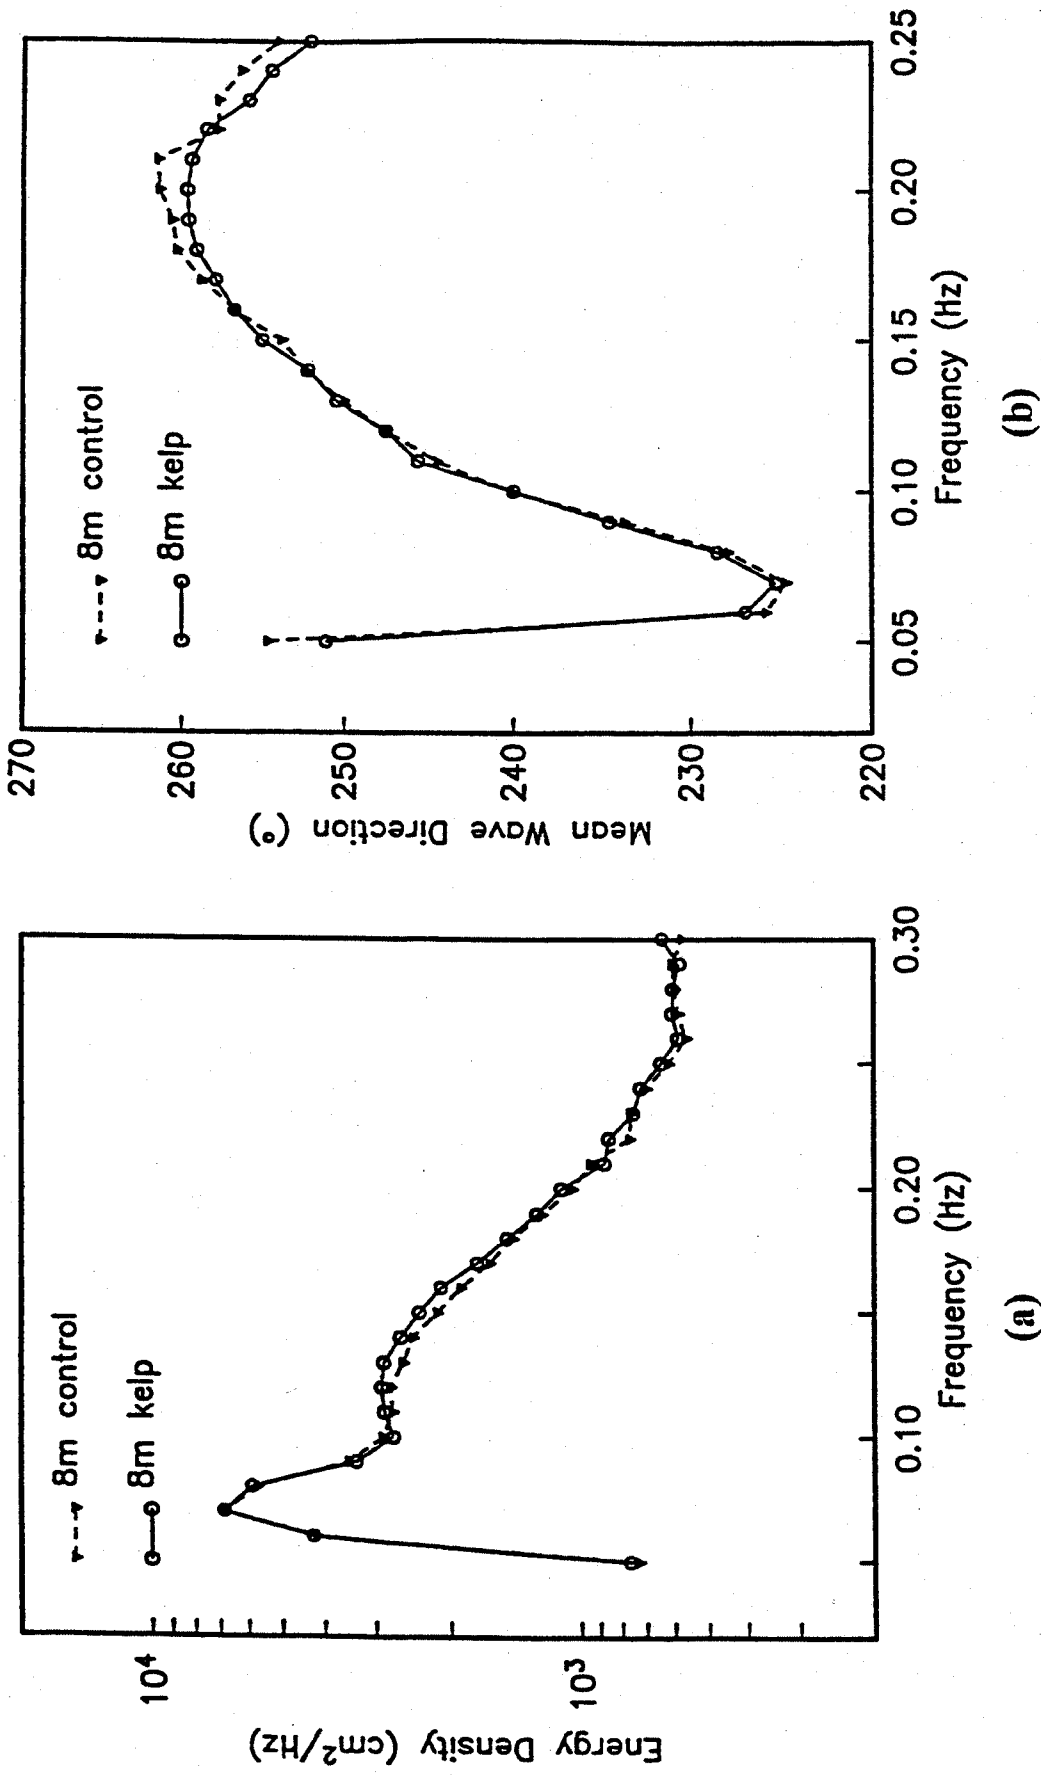 Energy Density (cm²/Hz)
10⁴
10³
8m control
8m kelp
0.10
0.20
0.30
Frequency (Hz)
(a)
Mean Wave Direction (°)
270
260
250
240
230
220
8m control
8m kelp
0.05
0.10
0.15
0.20
0.25
Frequency (Hz)
(b)